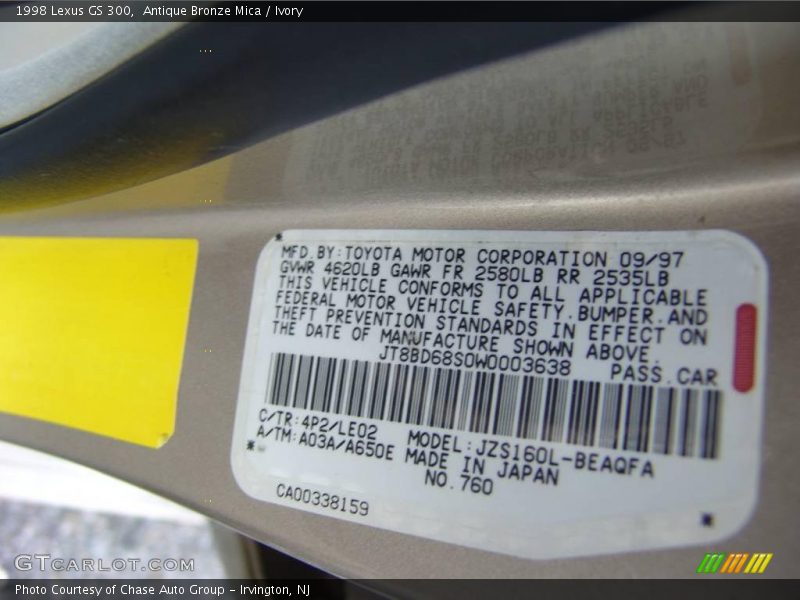 1998 Lexus GS 300, Antique Bronze Mica / Ivory
MFD.BY:TOYOTA MOTOR CORPORATION 09/97
GVWR 4620LB GAWR FR 2580LB RR 2535LB
THIS VEHICLE CONFORMS TO ALL APPLICABLE
FEDERAL MOTOR VEHICLE SAFETY.BUMPER.AND
THEFT PREVENTION STANDARDS IN EFFECT ON
THE DATE OF MANUFACTURE SHOWN ABOVE.
JT8BD68S0W0003638 PASS.CAR
C/TR:4P2/LE02
A/TM:A03A/A650E
MODEL:JZS160L-BEAQFA
MADE IN JAPAN
NO.760
CA00338159
GTCARLOT.COM
Photo Courtesy of Chase Auto Group - Irvington, NJ